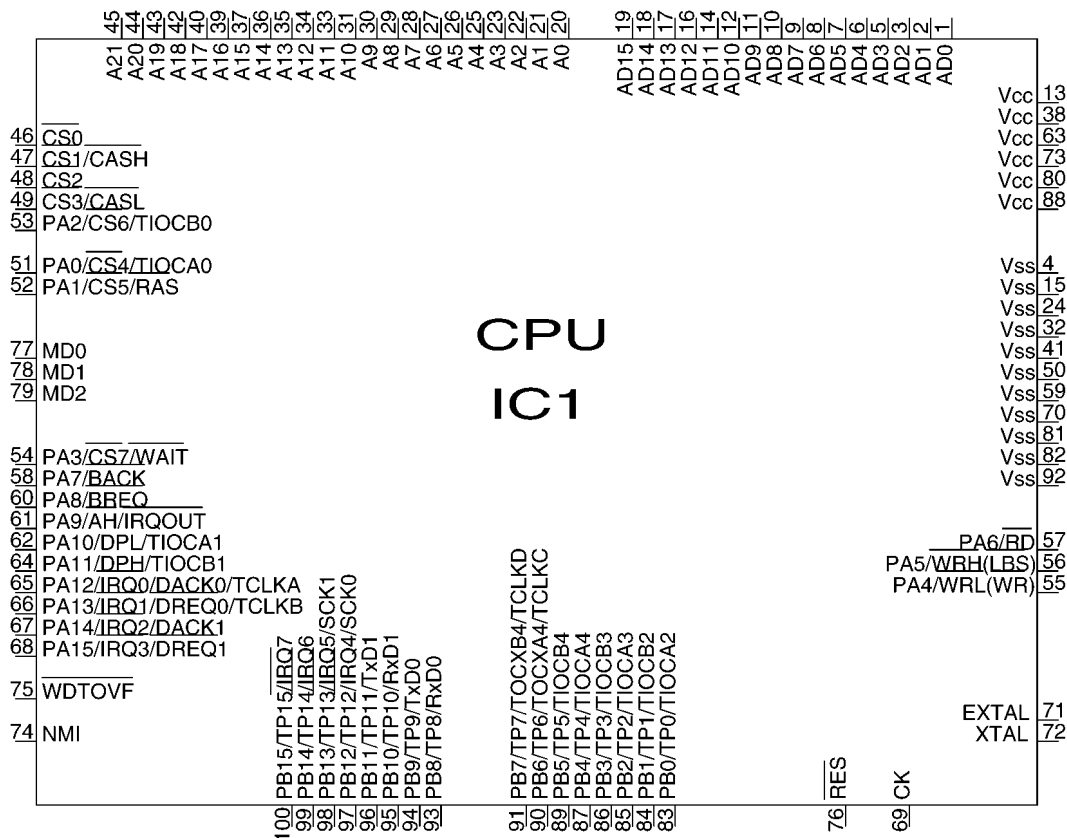 45 44 43 42 40 39 37 36 35 34 33 31 30 29 28 27 26 25 23 22 21 20 19 18 17 16 14 12 11 10 9 8 7 6 5 3 2 1
A21 A20 A19 A18 A17 A16 A15 A14 A13 A12 A11 A10 A9 A8 A7 A6 A5 A4 A3 A2 A1 A0 AD15 AD14 AD13 AD12 AD11 AD10 AD9 AD8 AD7 AD6 AD5 AD4 AD3 AD2 AD1 AD0
46 CS0
47 CS1/CASH
48 CS2
49 CS3/CASL
53 PA2/CS6/TIOCB0
51 PA0/CS4/TIOCA0
52 PA1/CS5/RAS
77 MD0
78 MD1
79 MD2
54 PA3/CS7/WAIT
58 PA7/BACK
60 PA8/BREQ
61 PA9/AH/IRQOUT
62 PA10/DPL/TIOCA1
64 PA11/DPH/TIOCB1
65 PA12/IRQ0/DACK0/TCLKA
66 PA13/IRQ1/DREQ0/TCLKB
67 PA14/IRQ2/DACK1
68 PA15/IRQ3/DREQ1
75 WDTOVF
74 NMI
CPU
IC1
Vcc 13
Vcc 38
Vcc 63
Vcc 73
Vcc 80
Vcc 88
Vss 4
Vss 15
Vss 24
Vss 32
Vss 41
Vss 50
Vss 59
Vss 70
Vss 81
Vss 82
Vss 92
PA6/RD 57
PA5/WRH(LBS) 56
PA4/WRL(WR) 55
EXTAL 71
XTAL 72
100 PB15/TP15/IRQ7
99 PB14/TP14/IRQ6
98 PB13/TP13/IRQ5/SCK1
97 PB12/TP12/IRQ4/SCK0
96 PB11/TP11/TxD1
95 PB10/TP10/RxD1
94 PB9/TP9/TxD0
93 PB8/TP8/RxD0
91 PB7/TP7/TOCXB4/TCLKD
90 PB6/TP6/TOCXA4/TCLKC
89 PB5/TP5/TIOCB4
87 PB4/TP4/TIOCA4
86 PB3/TP3/TIOCB3
85 PB2/TP2/TIOCA3
84 PB1/TP1/TIOCB2
83 PB0/TP0/TIOCA2
76 RES
69 CK